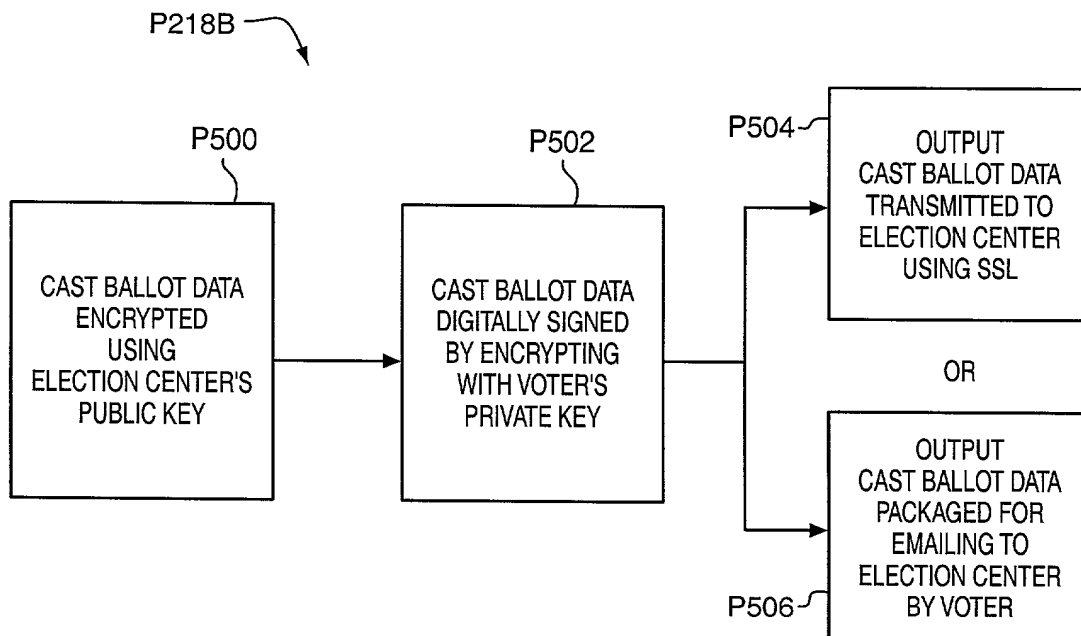 P218B
P500
CAST BALLOT DATA
ENCRYPTED
USING
ELECTION CENTER'S
PUBLIC KEY
P502
CAST BALLOT DATA
DIGITALLY SIGNED
BY ENCRYPTING
WITH VOTER'S
PRIVATE KEY
P504
OUTPUT
CAST BALLOT DATA
TRANSMITTED TO
ELECTION CENTER
USING SSL
OR
OUTPUT
CAST BALLOT DATA
PACKAGED FOR
EMAILING TO
ELECTION CENTER
BY VOTER
P506